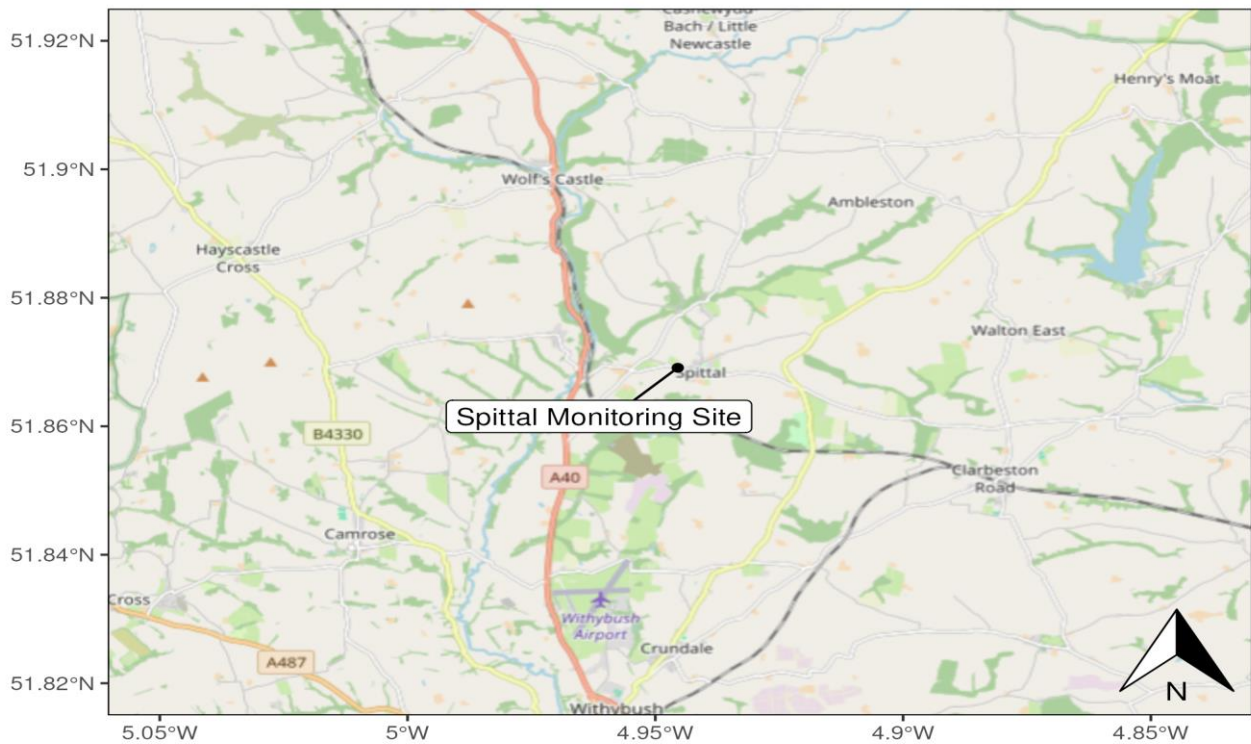 Bach / Little
Newcastle
51.92°N
Henry's Moat
51.9°N
Wolf's Castle
Ambleston
Hayscastle
Cross
51.88°N
Walton East
Spittal
Spittal Monitoring Site
51.86°N
B4330
A40
Clarbeston
Road
51.84°N
Camrose
Cross
Withybush
Airport
Crundale
A487
51.82°N
N
Withybush
5.05°W
5°W
4.95°W
4.9°W
4.85°W